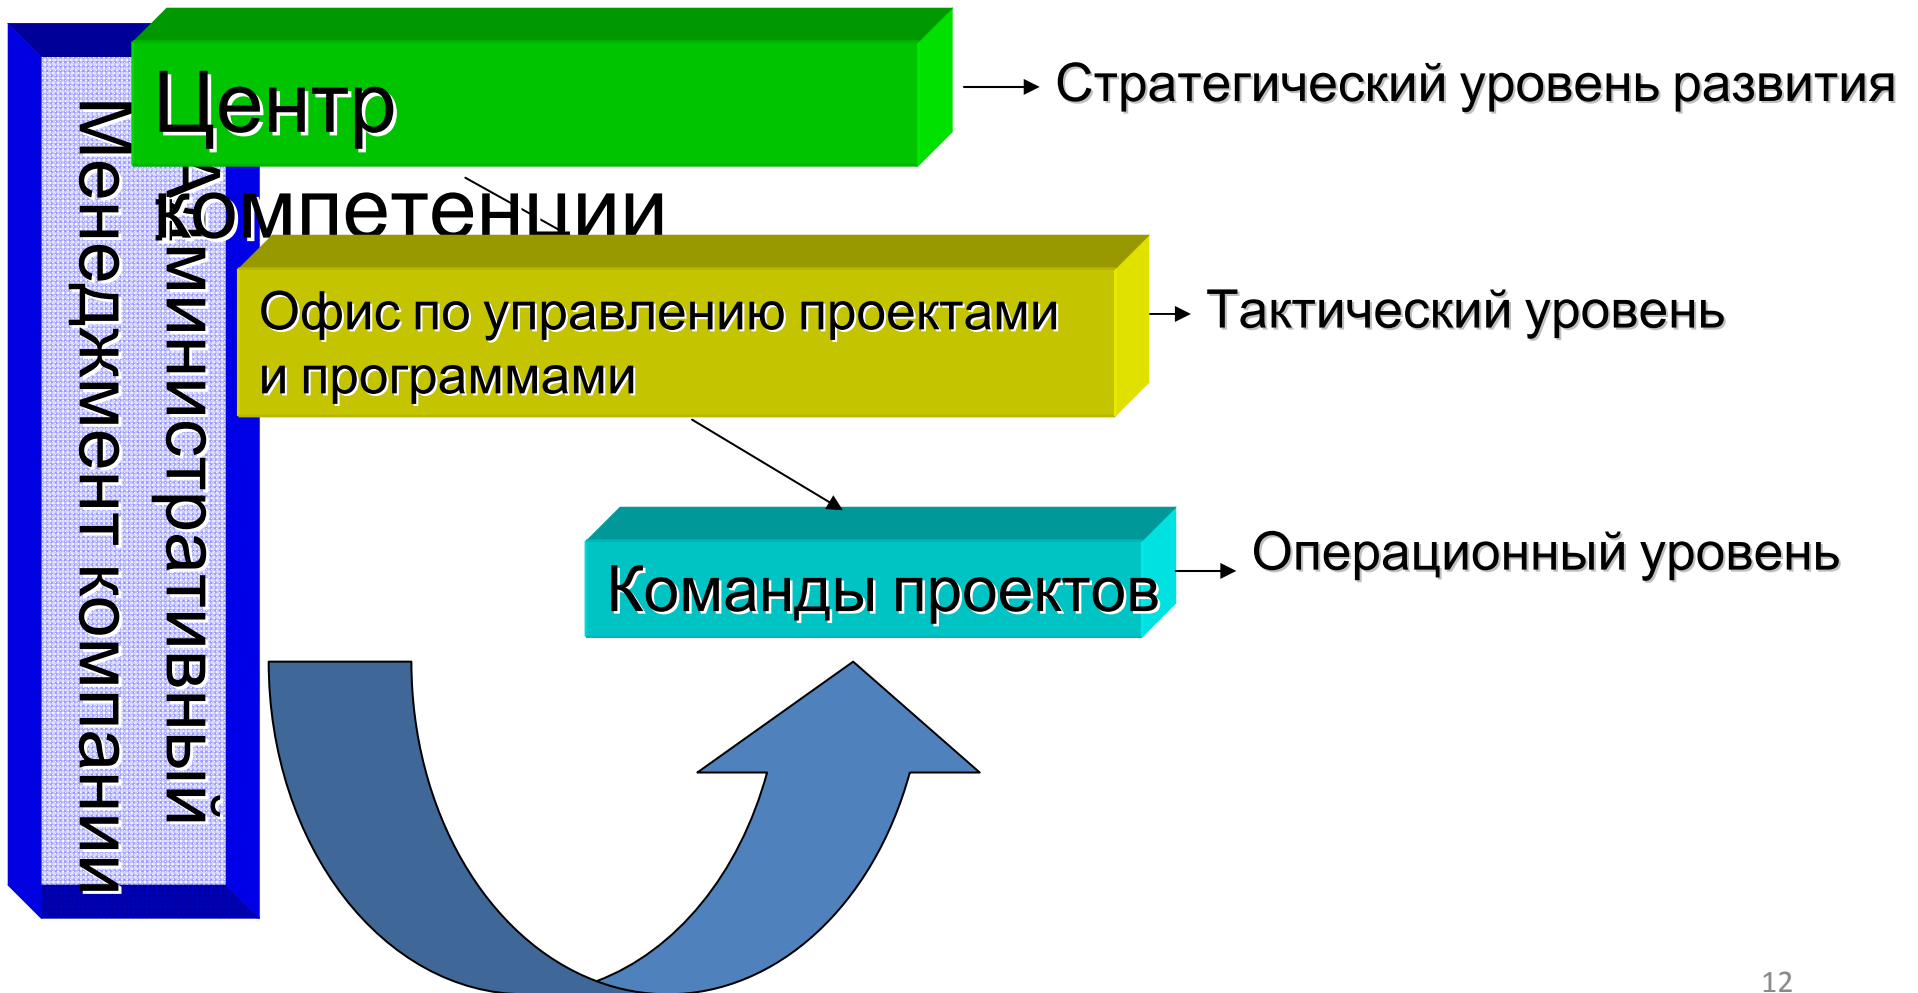 Центр
компетенции
Стратегический уровень развития
Административный
Менеджмент компании
Офис по управлению проектами
и программами
Тактический уровень
Команды проектов
Операционный уровень
12